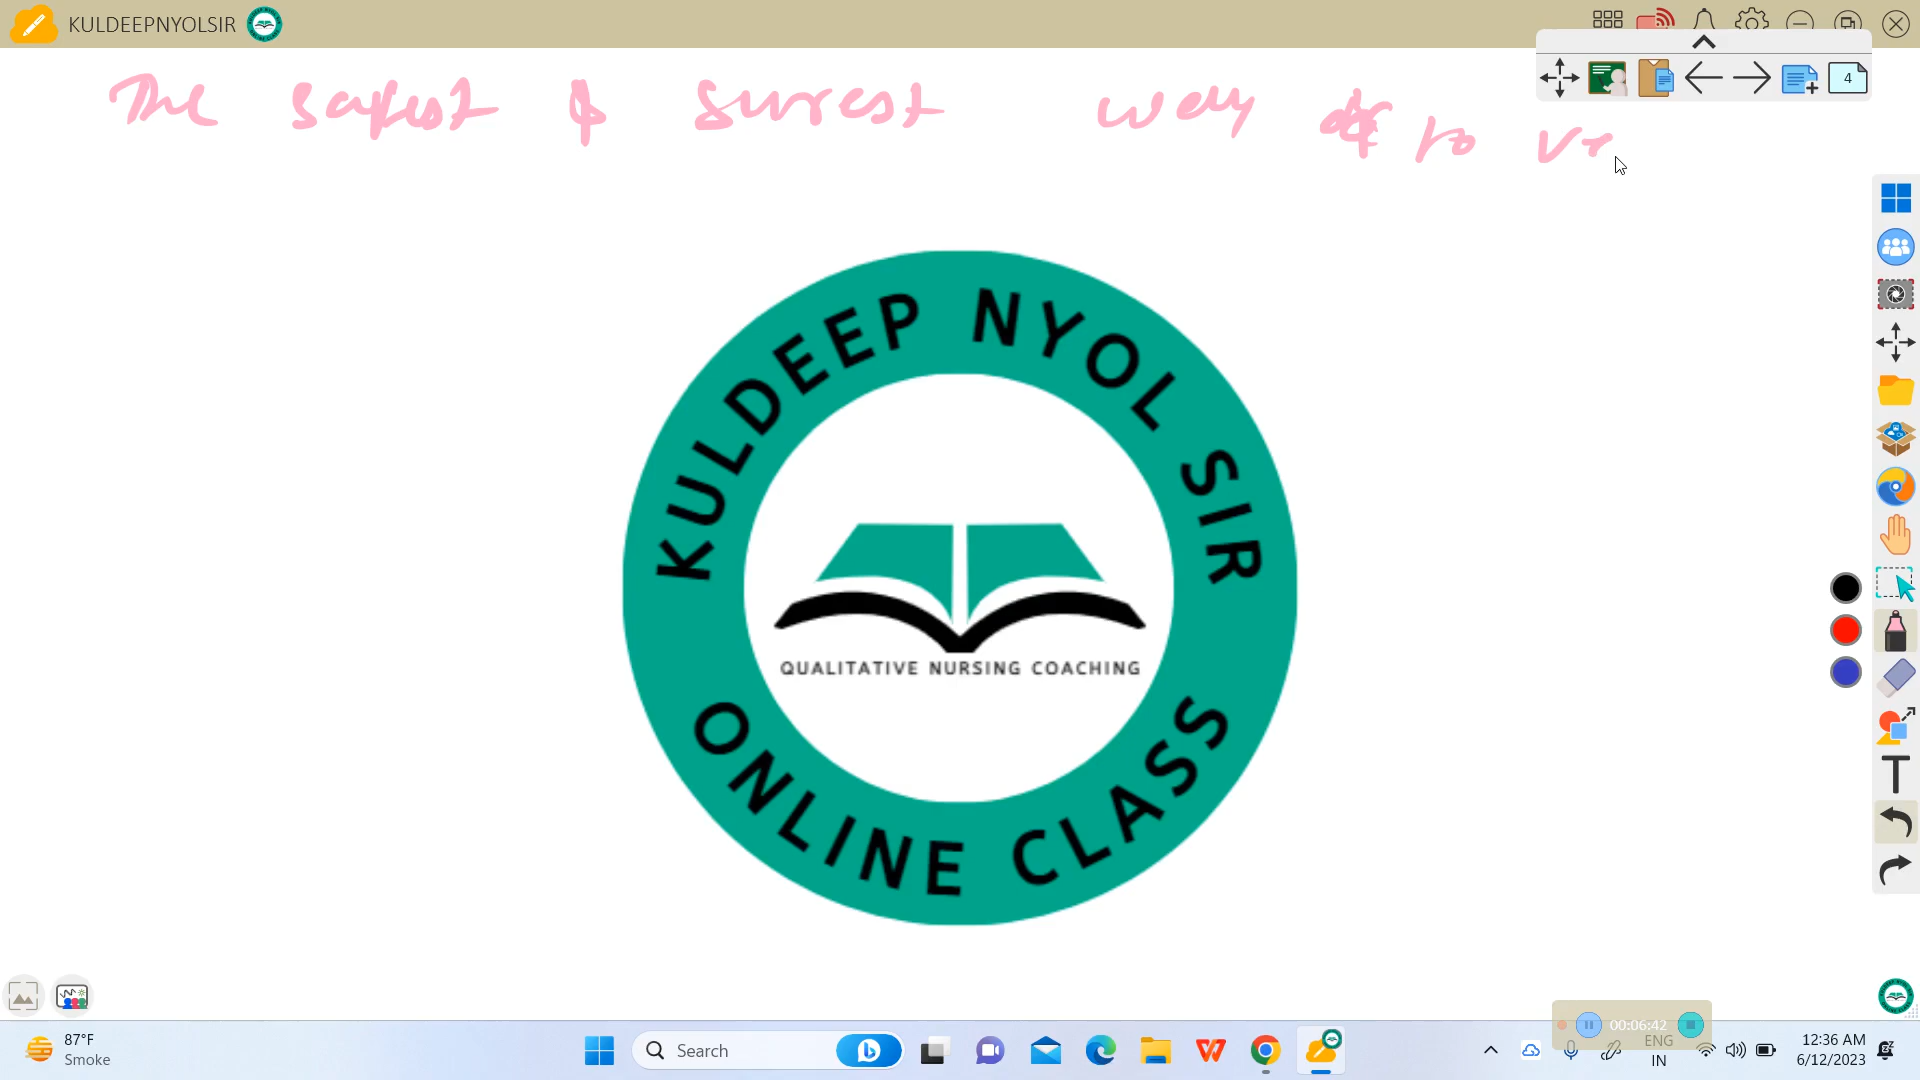 KULDEEPNYOLSIR
4
The safest & surest way to
KULDEEP NYOL SIR
QUALITATIVE NURSING COACHING
ONLINE CLASS
T
00:06:42
87°F
Smoke
Search
ENG
IN
12:36 AM
6/12/2023